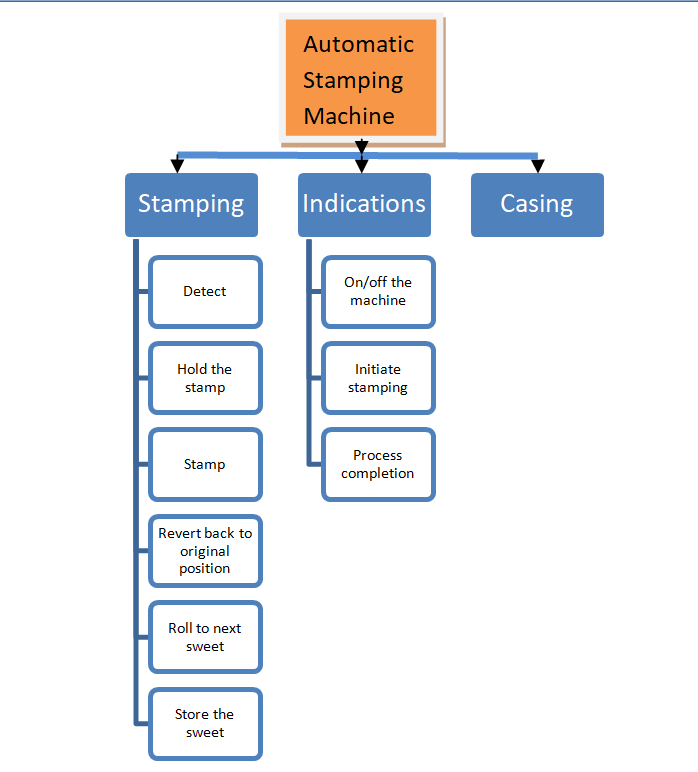 Automatic
Stamping
Machine
Stamping
Indications
Casing
Detect
Hold the
stamp
Stamp
Revert back to
original
position
Roll to next
sweet
Store the
sweet
On/off the
machine
Initiate
stamping
Process
completion